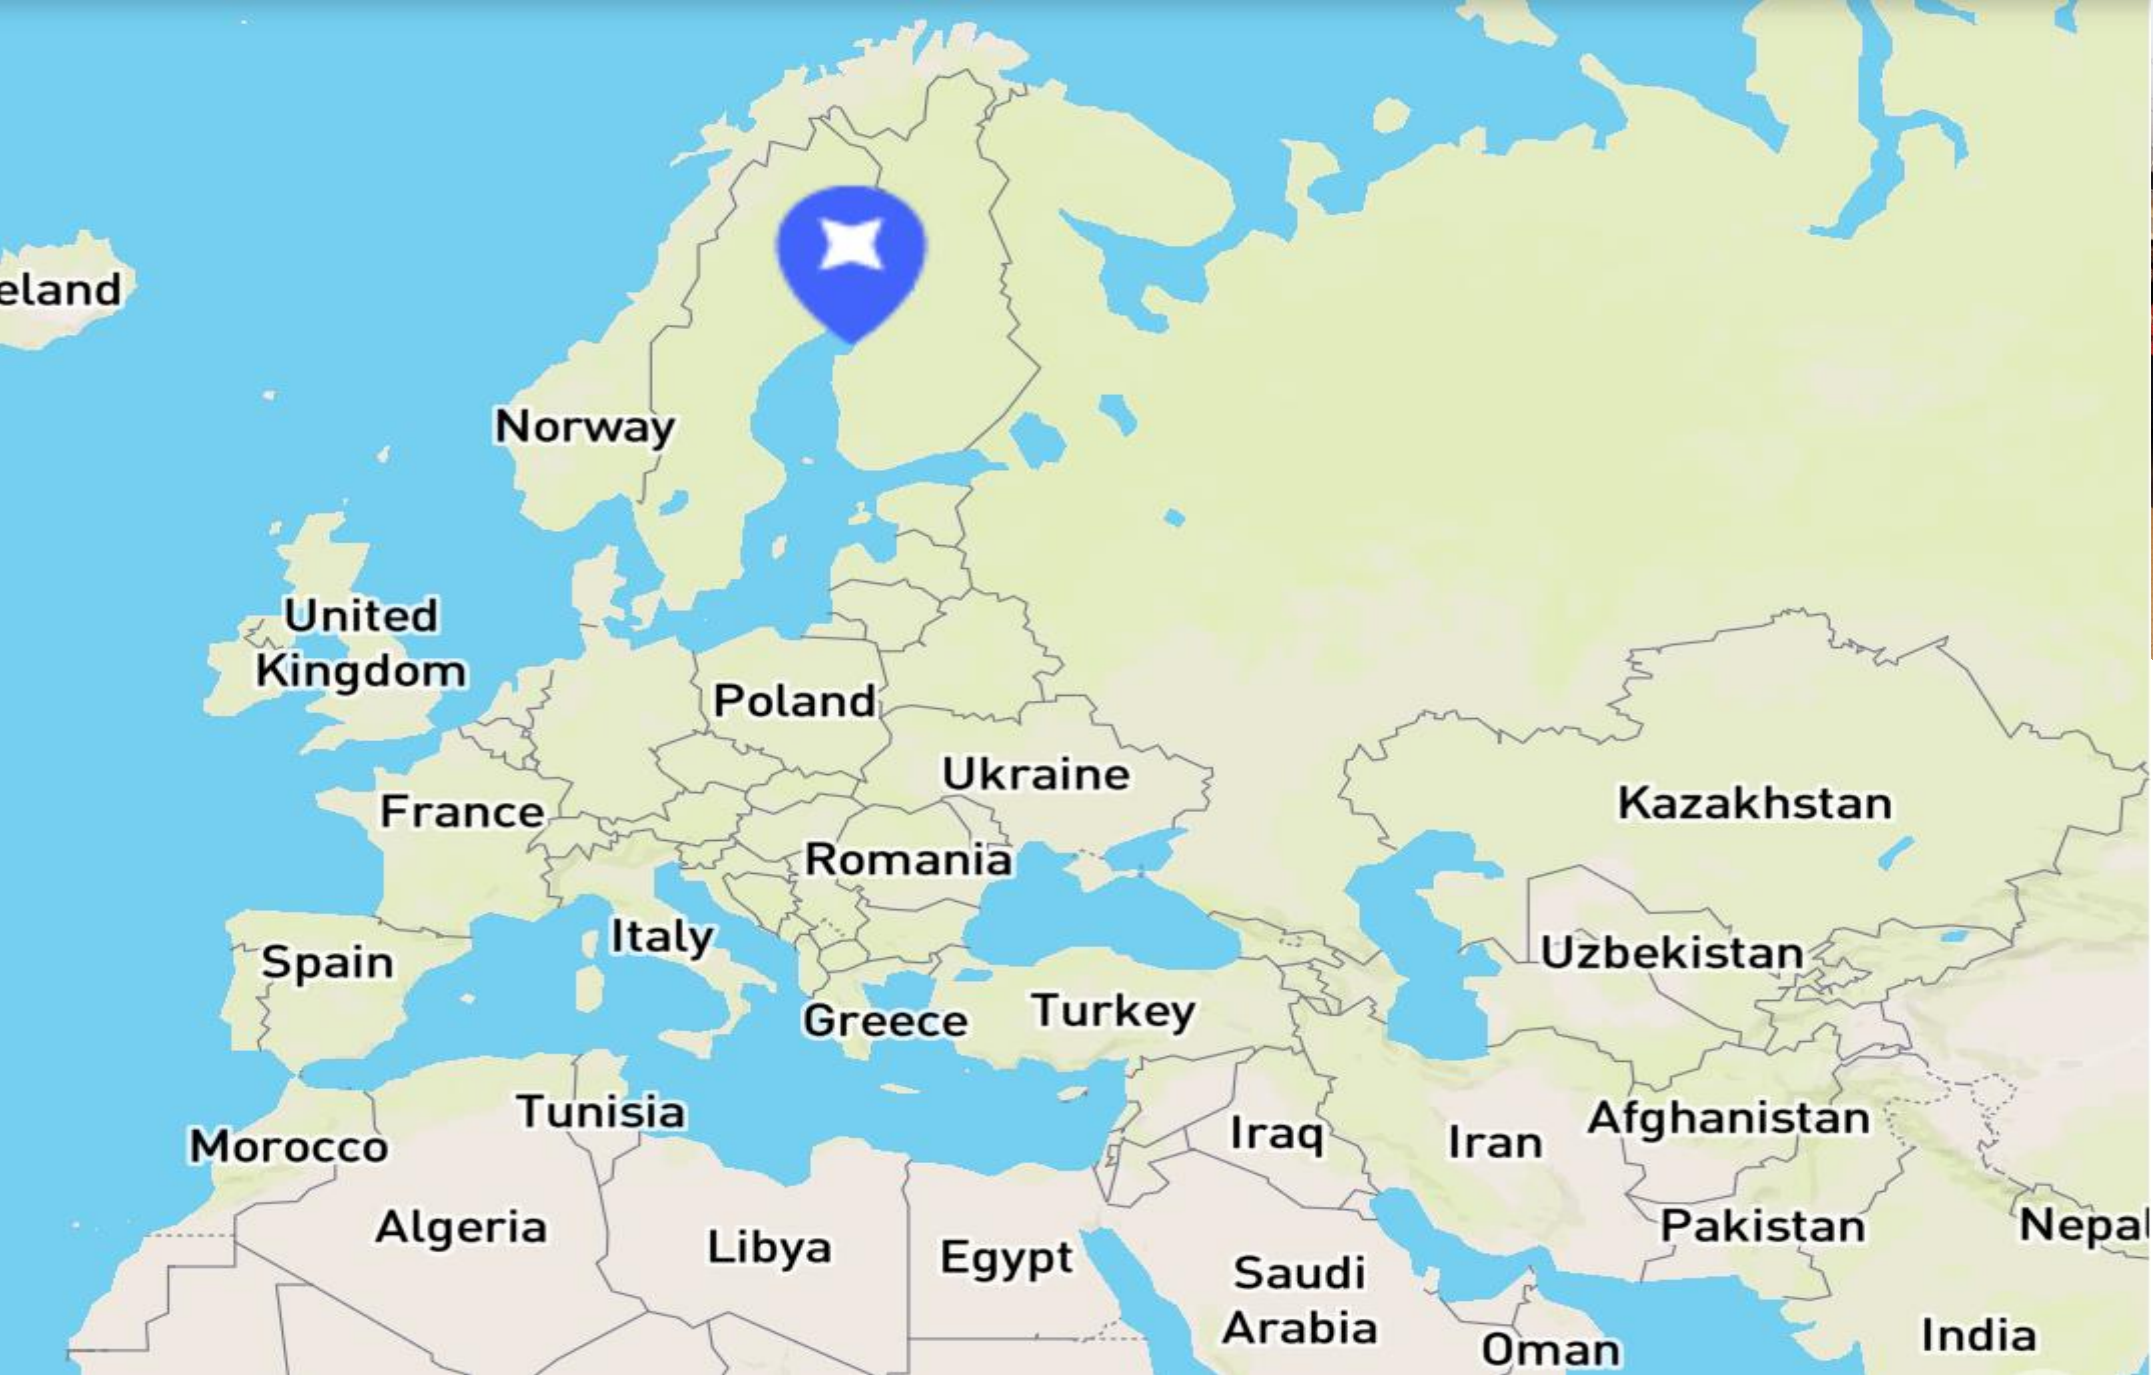 eland
Norway
United
Kingdom
Poland
Ukraine
France
Kazakhstan
Romania
Italy
Spain
Uzbekistan
Greece
Turkey
Tunisia
Morocco
Iraq
Iran
Afghanistan
Algeria
Libya
Egypt
Pakistan
Nepal
Saudi
Arabia
Oman
India